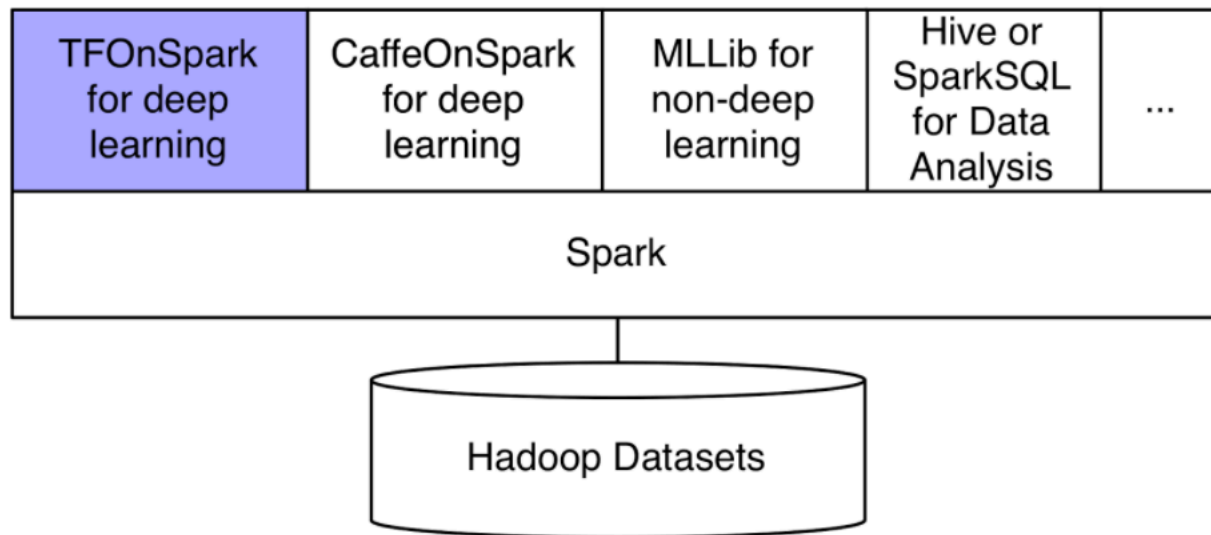 TFOnSpark
for deep
learning
CaffeOnSpark
for deep
learning
MLLib for
non-deep
learning
Hive or
SparkSQL
for Data
Analysis
...
Spark
Hadoop Datasets